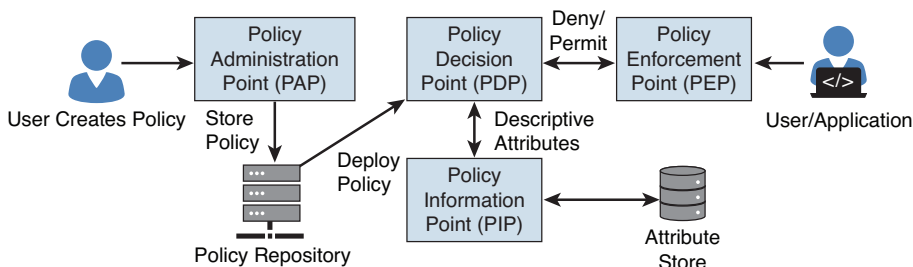 Policy
Administration
Point (PAP)
Policy
Decision
Point (PDP)
Deny/
Permit
Policy
Enforcement
Point (PEP)
</>
User Creates Policy
Store
Policy
Descriptive
Attributes
User/Application
Deploy
Policy
Policy
Information
Point (PIP)
Policy Repository
Attribute
Store